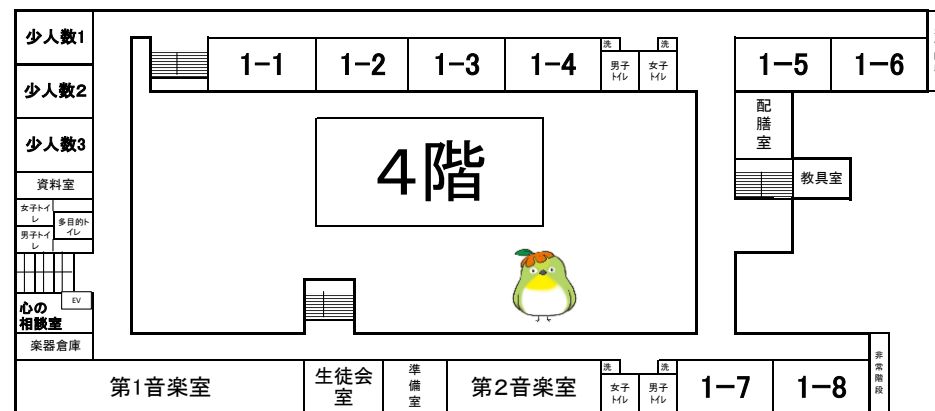 少人数1
1-1
1-2
1-3
1-4
洗
洗
男子
トイレ
女子
トイレ
1-5
1-6
少人数2
少人数3
資料室
女子トイ
レ
多目的ト
イレ
男子トイ
レ
EV
心の
相談室
楽器倉庫
4階
配
膳
室
教具室
第1音楽室
生徒会
室
準
備
室
第2音楽室
洗
洗
女子
トイレ
男子
トイレ
1-7
1-8
非
常
階
段